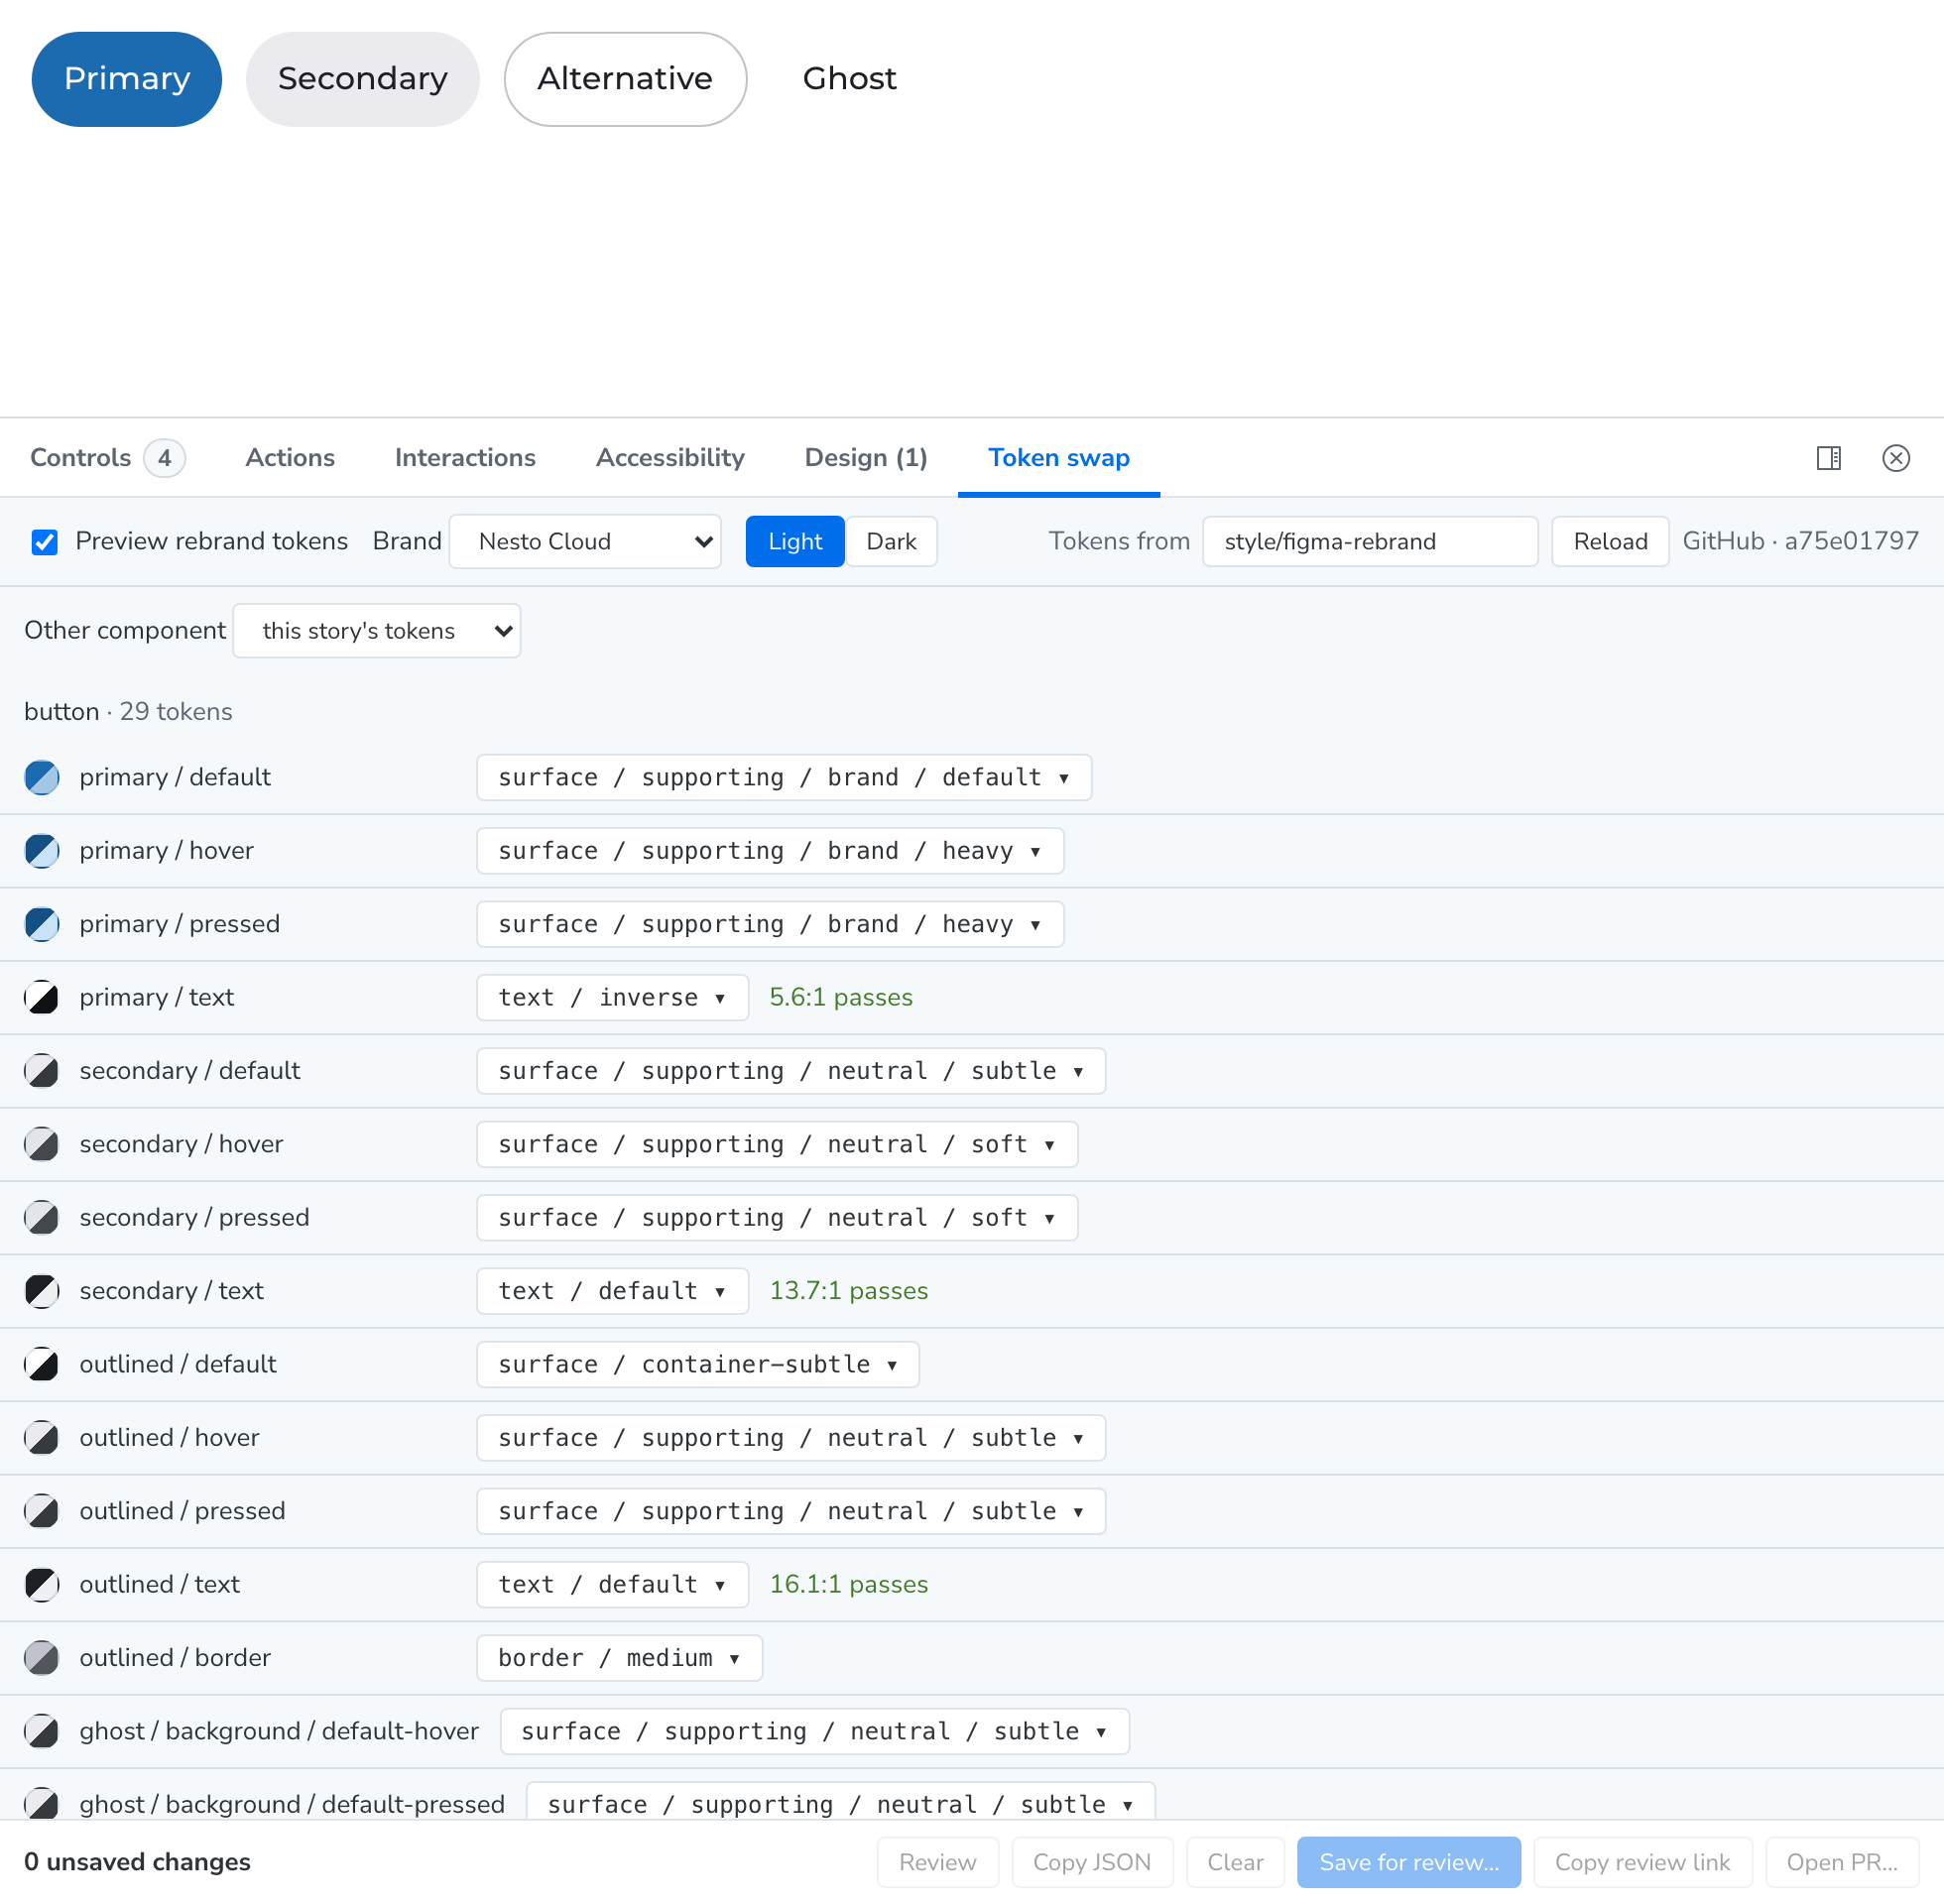 Primary Secondary Alternative Ghost
Controls 4 Actions Interactions Accessibility Design (1) Token swap
Preview rebrand tokens Brand Nesto Cloud Light Dark Tokens from style/figma-rebrand Reload GitHub · a75e01797
Other component this story's tokens
button · 29 tokens
primary / default surface / supporting / brand / default ▾
primary / hover surface / supporting / brand / heavy ▾
primary / pressed surface / supporting / brand / heavy ▾
primary / text text / inverse ▾ 5.6:1 passes
secondary / default surface / supporting / neutral / subtle ▾
secondary / hover surface / supporting / neutral / soft ▾
secondary / pressed surface / supporting / neutral / soft ▾
secondary / text text / default ▾ 13.7:1 passes
outlined / default surface / container-subtle ▾
outlined / hover surface / supporting / neutral / subtle ▾
outlined / pressed surface / supporting / neutral / subtle ▾
outlined / text text / default ▾ 16.1:1 passes
outlined / border border / medium ▾
ghost / background / default-hover surface / supporting / neutral / subtle ▾
ghost / background / default-pressed surface / supporting / neutral / subtle ▾
0 unsaved changes Review Copy JSON Clear Save for review... Copy review link Open PR...